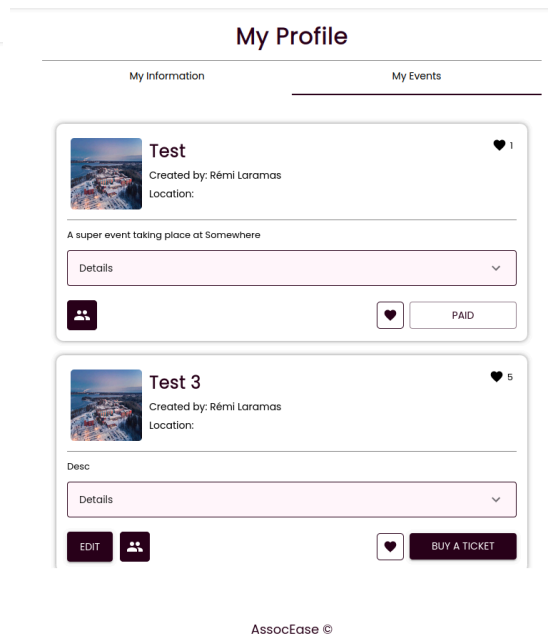 My Profile
My Information
My Events
Test
1
Created by: Rémi Laramas
Location:
A super event taking place at Somewhere
Details
PAID
Test 3
5
Created by: Rémi Laramas
Location:
Desc
Details
EDIT
BUY A TICKET
AssocEase ©